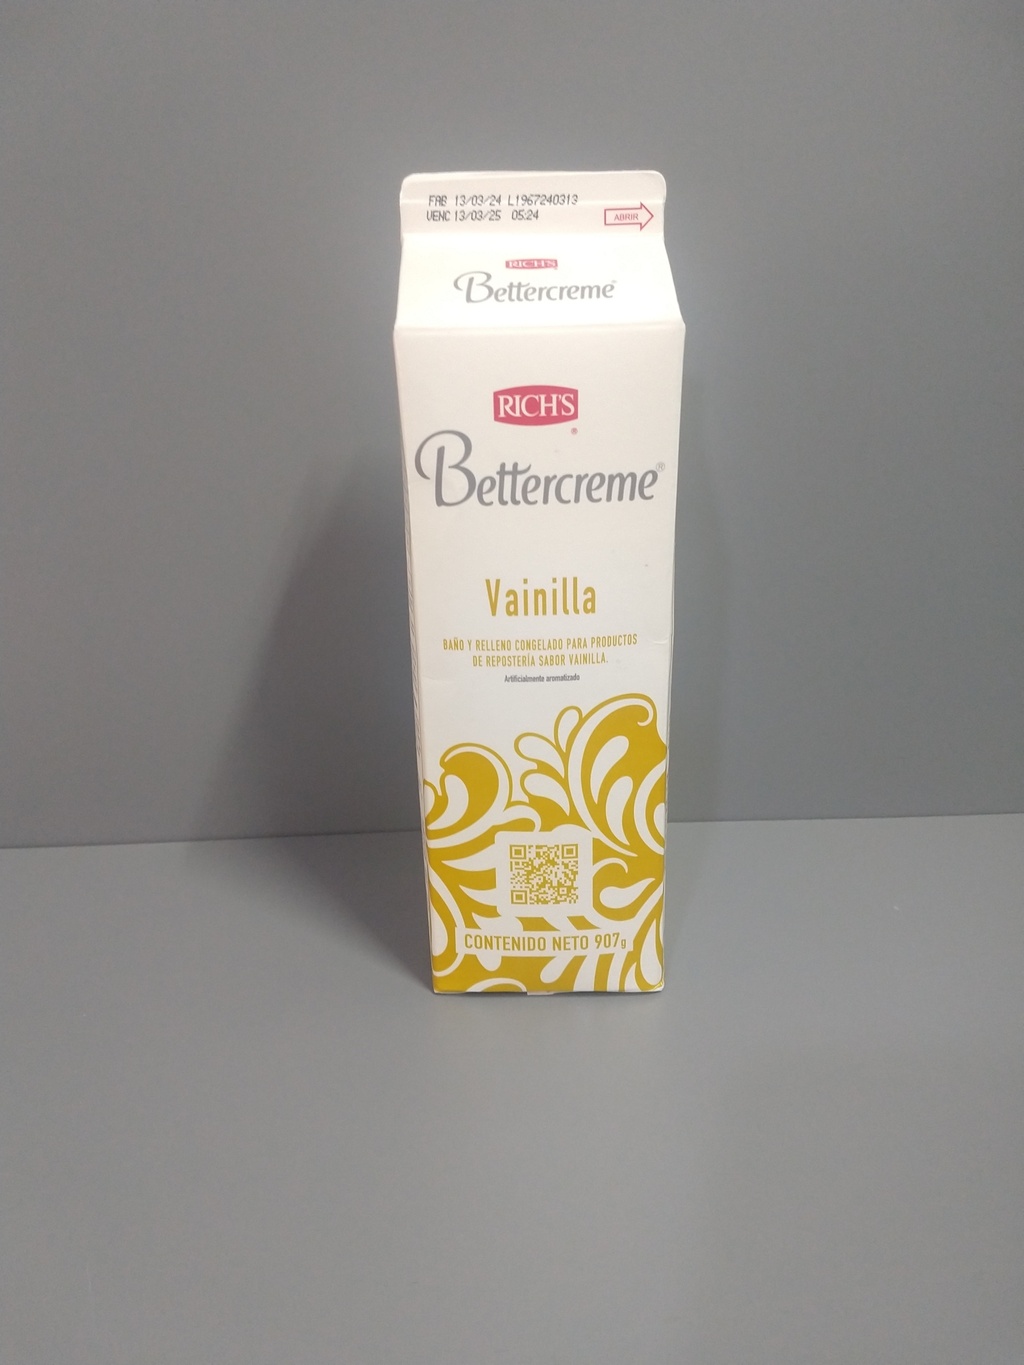 FAB 13/03/24 L1967240313
VENC 13/03/25 05:24
ABRIR
RICH'S
Bettercreme®
RICH'S®
Bettercreme®
Vainilla
BAÑO Y RELLENO CONGELADO PARA PRODUCTOS
DE REPOSTERÍA SABOR VAINILLA.
Artificialmente aromatizado
CONTENIDO NETO 907g